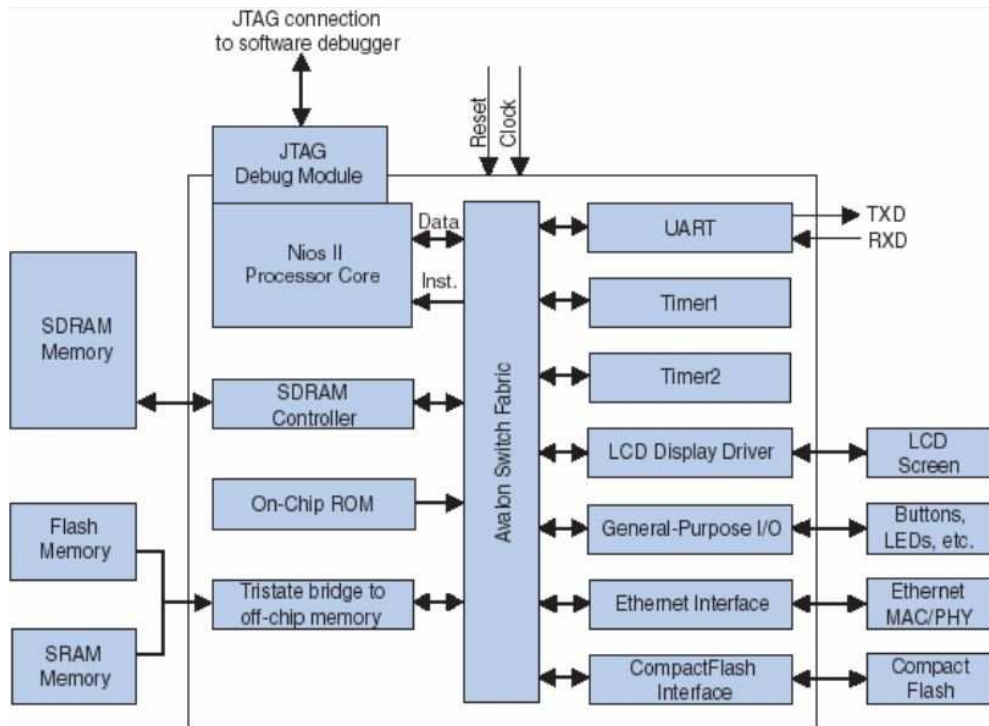 JTAG connection
to software debugger
Reset
Clock
JTAG
Debug Module
Nios II
Processor Core
Data
Inst.
SDRAM
Memory
SDRAM
Controller
On-Chip ROM
Flash
Memory
SRAM
Memory
Tristate bridge to
off-chip memory
Avalon Switch Fabric
UART
TXD
RXD
Timer1
Timer2
LCD Display Driver
LCD
Screen
General-Purpose I/O
Buttons,
LEDs, etc.
Ethernet Interface
Ethernet
MAC/PHY
CompactFlash
Interface
Compact
Flash